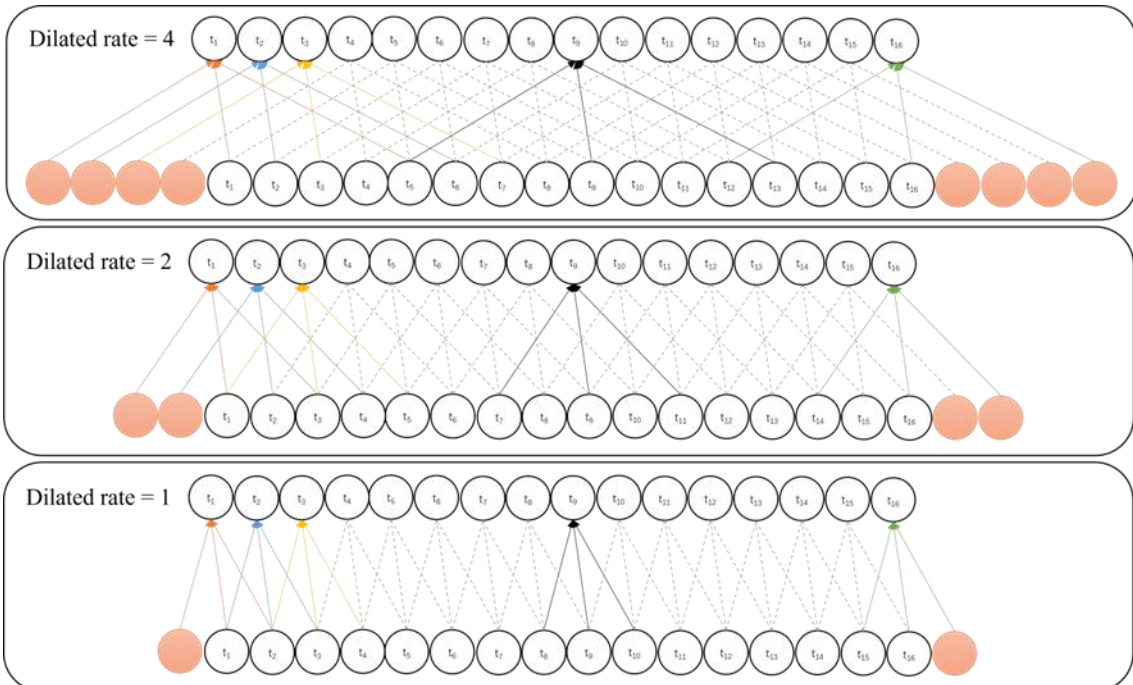 Dilated rate = 4 t₁ t₂ t₃ t₄ t₅ t₆ t₇ t₈ t₉ t₁₀ t₁₁ t₁₂ t₁₃ t₁₄ t₁₅ t₁₆
t₁ t₂ t₃ t₄ t₅ t₆ t₇ t₈ t₉ t₁₀ t₁₁ t₁₂ t₁₃ t₁₄ t₁₅ t₁₆
Dilated rate = 2 t₁ t₂ t₃ t₄ t₅ t₆ t₇ t₈ t₉ t₁₀ t₁₁ t₁₂ t₁₃ t₁₄ t₁₅ t₁₆
t₁ t₂ t₃ t₄ t₅ t₆ t₇ t₈ t₉ t₁₀ t₁₁ t₁₂ t₁₃ t₁₄ t₁₅ t₁₆
Dilated rate = 1 t₁ t₂ t₃ t₄ t₅ t₆ t₇ t₈ t₉ t₁₀ t₁₁ t₁₂ t₁₃ t₁₄ t₁₅ t₁₆
t₁ t₂ t₃ t₄ t₅ t₆ t₇ t₈ t₉ t₁₀ t₁₁ t₁₂ t₁₃ t₁₄ t₁₅ t₁₆